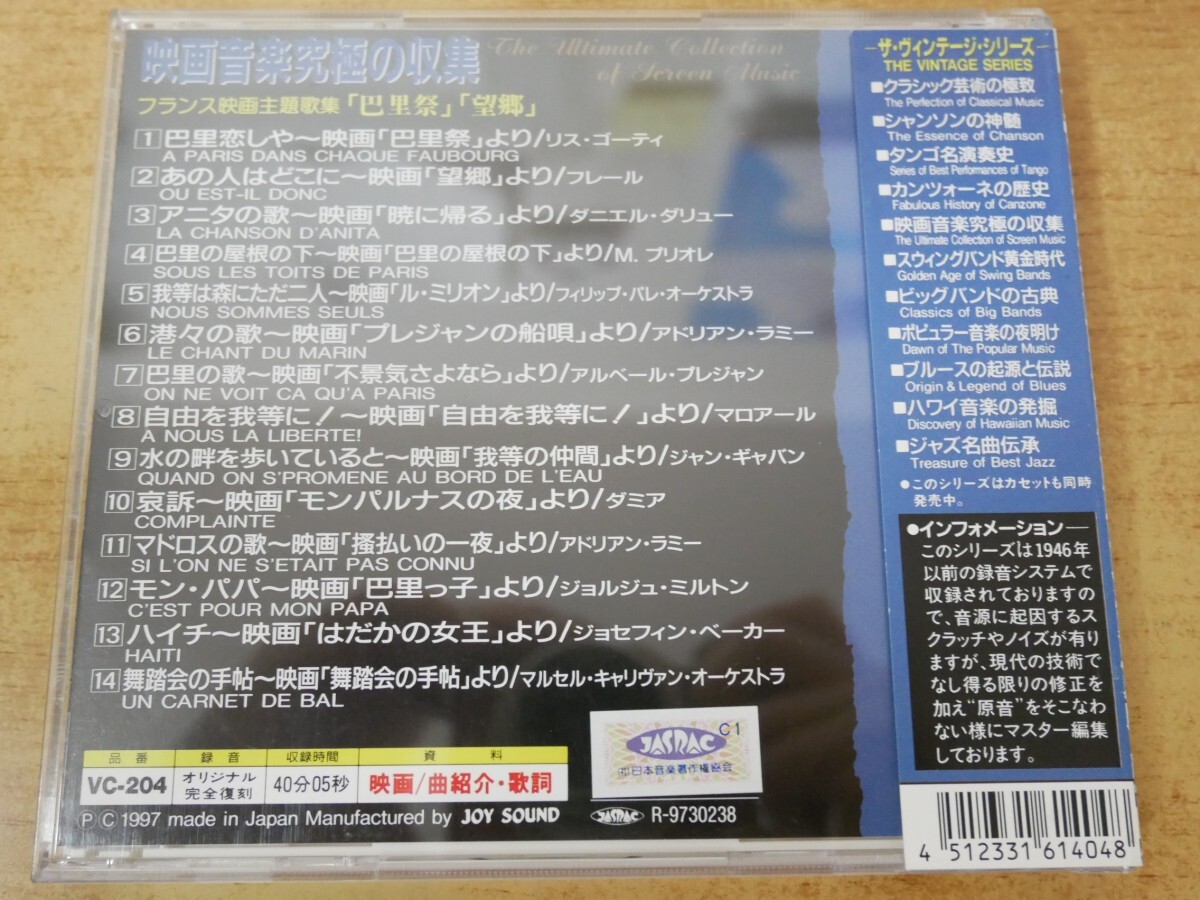 映画音楽究極の収集
The Ultimate Collection
of Screen Music
フランス映画主題歌集「巴里祭」「望郷」
1 巴里恋しや～映画「巴里祭」より/リス・ゴーティ
A PARIS DANS CHAQUE FAUBOURG
2 あの人はどこに～映画「望郷」より/フレール
OU EST-IL DONC
3 アニタの歌～映画「暁に帰る」より/ダニエル・ダリュー
LA CHANSON D'ANITA
4 巴里の屋根の下～映画「巴里の屋根の下」より/M. プリオレ
SOUS LES TOITS DE PARIS
5 我等は森にただ二人～映画「ル・ミリオン」より/フィリップ・パレ・オーケストラ
NOUS SOMMES SEULS
6 港々の歌～映画「プレジャンの船唄」より/アドリアン・ラミー
LE CHANT DU MARIN
7 巴里の歌～映画「不景気さよなら」より/アルベール・プレジャン
ON NE VOIT CA QU'A PARIS
8 自由を我等に!～映画「自由を我等に!」より/マロアール
A NOUS LA LIBERTE!
9 水の畔を歩いていると～映画「我等の仲間」より/ジャン・ギャバン
QUAND ON S'PROMENE AU BORD DE L'EAU
10 哀訴～映画「モンパルナスの夜」より/ダミア
COMPLAINTE
11 マドロスの歌～映画「掻払いの一夜」より/アドリアン・ラミー
SI L'ON NE S'ETAIT PAS CONNU
12 モン・パパ～映画「巴里っ子」より/ジョルジュ・ミルトン
C'EST POUR MON PAPA
13 ハイチ～映画「はだかの女王」より/ジョセフィン・ベーカー
HAITI
14 舞踏会の手帖～映画「舞踏会の手帖」より/マルセル・キャリヴァン・オーケストラ
UN CARNET DE BAL
品番 録音 収録時間 資料
VC-204 オリジナル完全復刻 40分05秒 映画/曲紹介・歌詞
Ⓟ Ⓒ 1997 made in Japan Manufactured by JOY SOUND
JASRAC R-9730238
C1
JASRAC
㈳日本音楽著作権協会
ザ・ヴィンテージ・シリーズ
THE VINTAGE SERIES
■クラシック芸術の極致
The Perfection of Classical Music
■シャンソンの神髄
The Essence of Chanson
■タンゴ名演奏史
Series of Best Performances of Tango
■カンツォーネの歴史
Fabulous History of Canzone
■映画音楽究極の収集
The Ultimate Collection of Screen Music
■スウィングバンド黄金時代
Golden Age of Swing Bands
■ビッグバンドの古典
Classics of Big Bands
■ポピュラー音楽の夜明け
Dawn of The Popular Music
■ブルースの起源と伝説
Origin & Legend of Blues
■ハワイ音楽の発掘
Discovery of Hawaiian Music
■ジャズ名曲伝承
Treasure of Best Jazz
●このシリーズはカセットも同時
発売中。
●インフォメーション
このシリーズは1946年
以前の録音システムで
収録されておりますの
で、音源に起因するス
クラッチやノイズが有り
ますが、現代の技術で
なし得る限りの修正を
加え"原音"をそこなわ
ない様にマスター編集
しております。
4 512331 614048